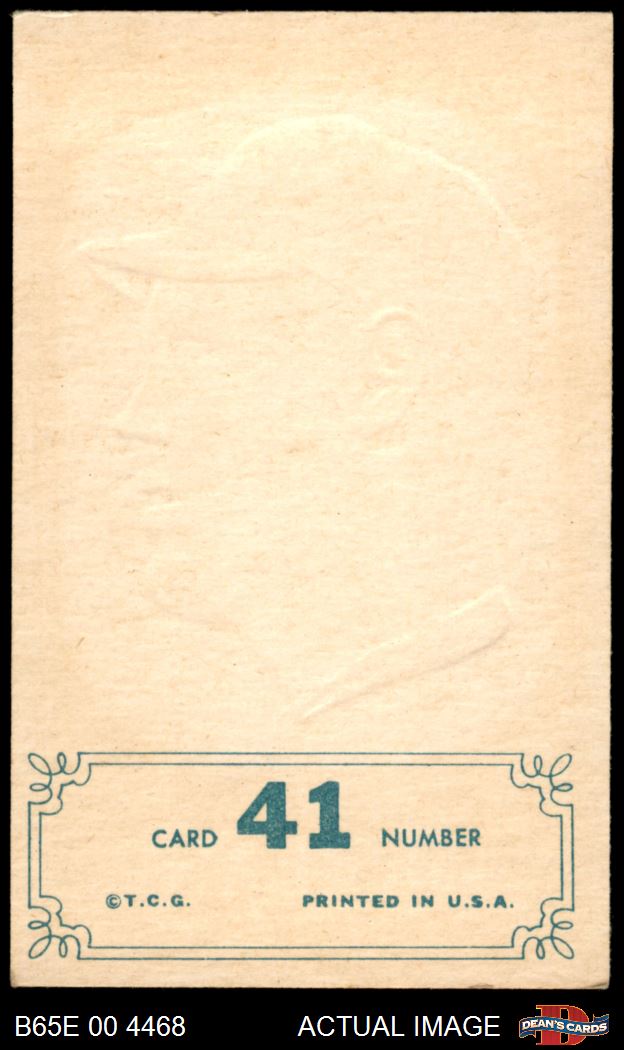 CARD 41 NUMBER
©T.C.G. PRINTED IN U.S.A.
B65E 00 4468 ACTUAL IMAGE DEAN'S CARDS